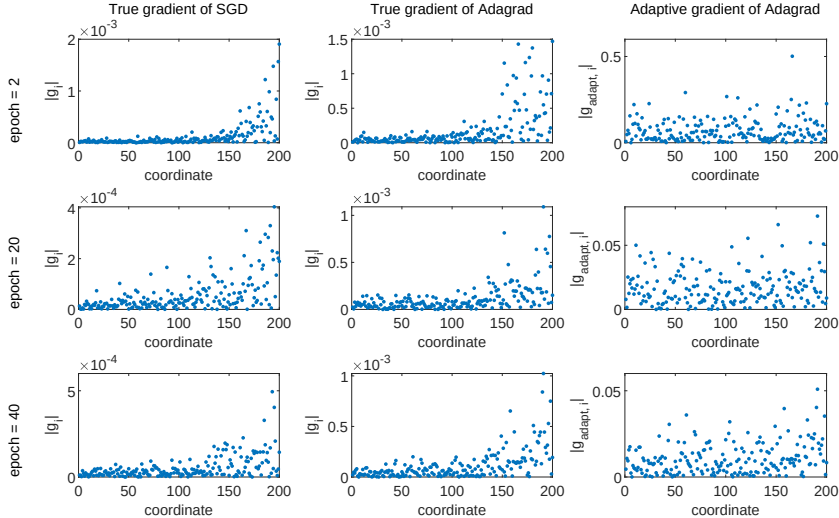 True gradient of SGD
True gradient of Adagrad
Adaptive gradient of Adagrad
epoch = 2
×10^-3
2
1
0
|g_i|
0 50 100 150 200
coordinate
×10^-3
1.5
1
0.5
0
|g_i|
0 50 100 150 200
coordinate
0.5
0
|g_adapt, i|
0 50 100 150 200
coordinate
epoch = 20
×10^-4
4
2
0
|g_i|
0 50 100 150 200
coordinate
×10^-3
1
0.5
0
|g_i|
0 50 100 150 200
coordinate
0.05
0
|g_adapt, i|
0 50 100 150 200
coordinate
epoch = 40
×10^-4
5
0
|g_i|
0 50 100 150 200
coordinate
×10^-3
1
0.5
0
|g_i|
0 50 100 150 200
coordinate
0.05
0
|g_adapt, i|
0 50 100 150 200
coordinate